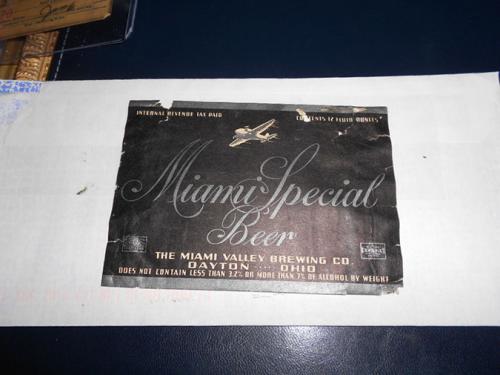 INTERNAL REVENUE TAX PAID
CONTENTS 12 FLUID OUNCES
Miami Special
Beer
THE MIAMI VALLEY BREWING CO.
DAYTON ---- OHIO
DOES NOT CONTAIN LESS THAN 3.2% OR MORE THAN 7% OF ALCOHOL BY WEIGHT